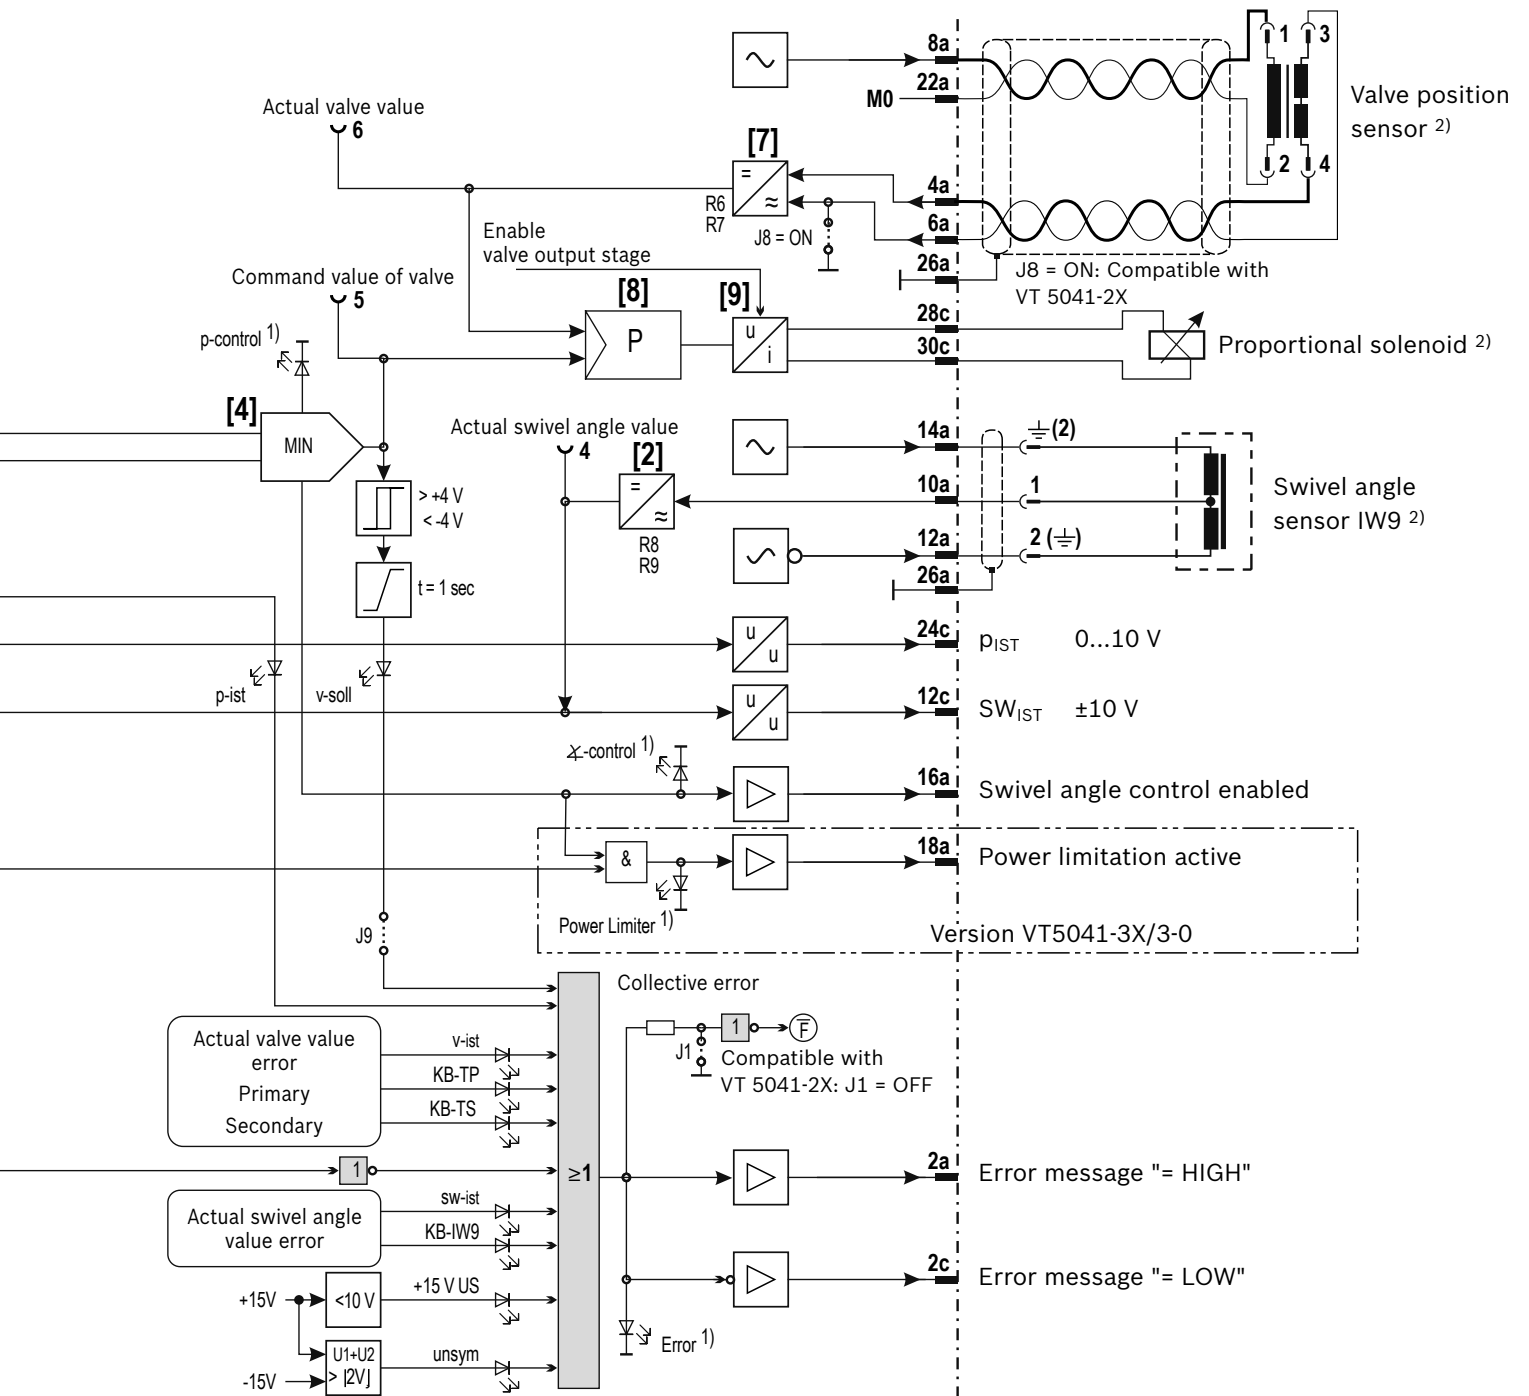 8a
1
3
22a
M0
Valve position
sensor 2)
Actual valve value
6
[7]
=
≈
R6
R7
2
4
4a
6a
J8 = ON
26a
J8 = ON: Compatible with
VT 5041-2X
Enable
valve output stage
Command value of valve
5
[8]
P
[9]
u
i
28c
30c
Proportional solenoid 2)
p-control 1)
[4]
MIN
> +4 V
< -4 V
t = 1 sec
Actual swivel angle value
4
[2]
=
≈
R8
R9
14a
(2)
10a
1
12a
2 ( )
26a
Swivel angle
sensor IW9 2)
u
u
24c
pIST 0...10 V
p-ist
v-soll
u
u
12c
SWIST ±10 V
∡-control 1)
16a
Swivel angle control enabled
&
18a
Power limitation active
Power Limiter 1)
Version VT5041-3X/3-0
J9
Collective error
1
F
J1
Compatible with
VT 5041-2X: J1 = OFF
Actual valve value
error
Primary
Secondary
v-ist
KB-TP
KB-TS
1
≥1
2a
Error message "= HIGH"
Actual swivel angle
value error
sw-ist
KB-IW9
2c
Error message "= LOW"
+15V
<10 V
+15 V US
Error 1)
U1+U2
> |2V|
unsym
-15V